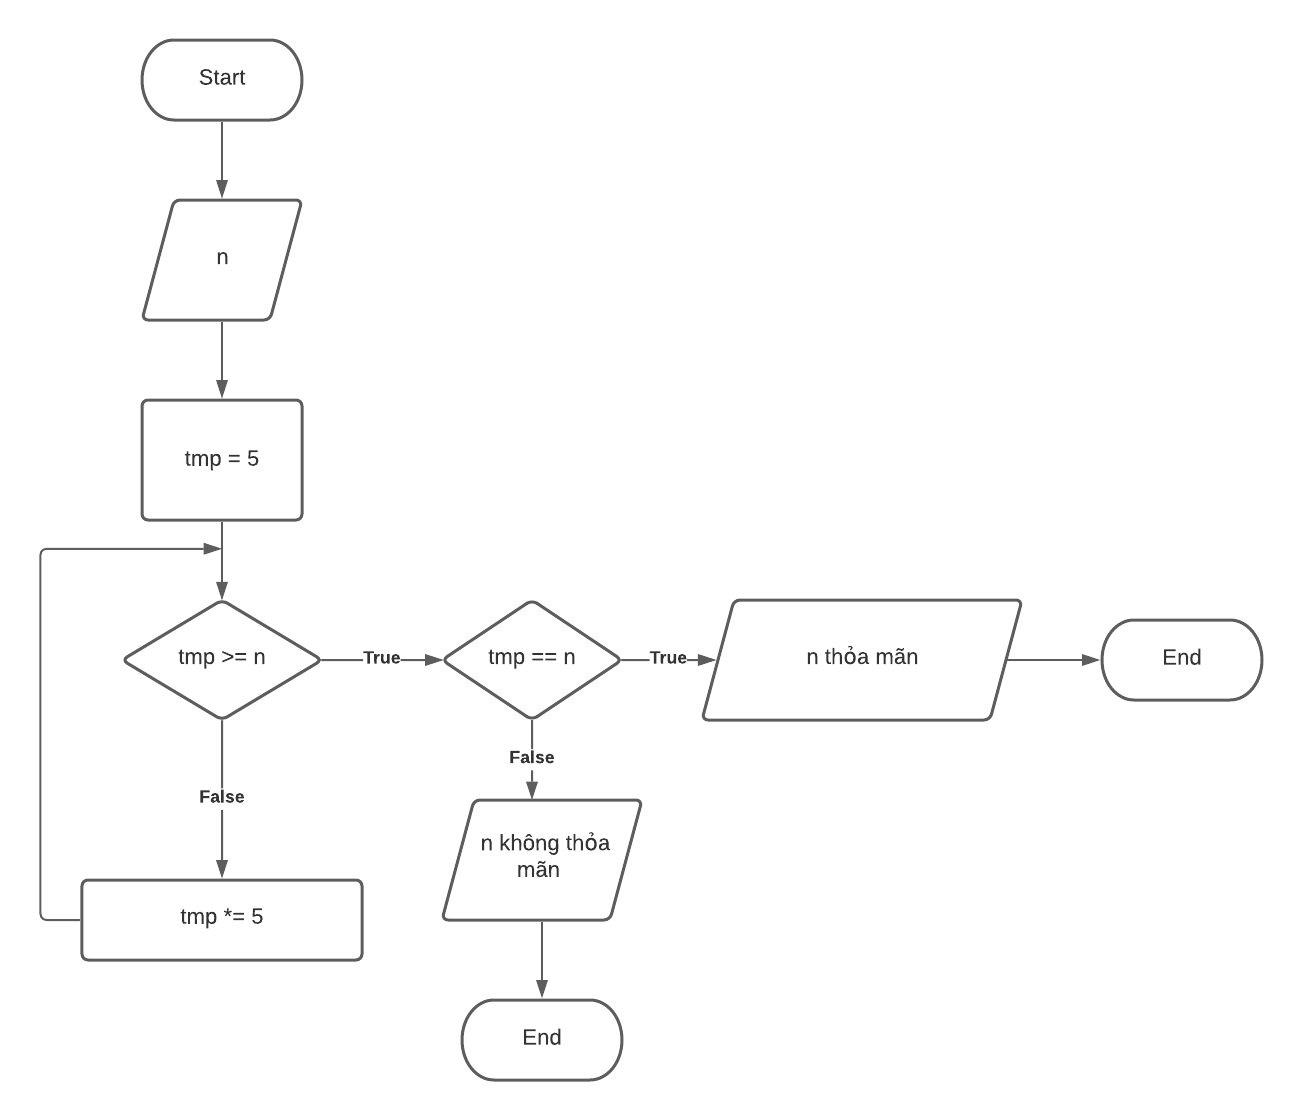 Start
n
tmp = 5
tmp >= n
True
tmp == n
True
n thỏa mãn
End
False
False
n không thỏa
mãn
tmp *= 5
End